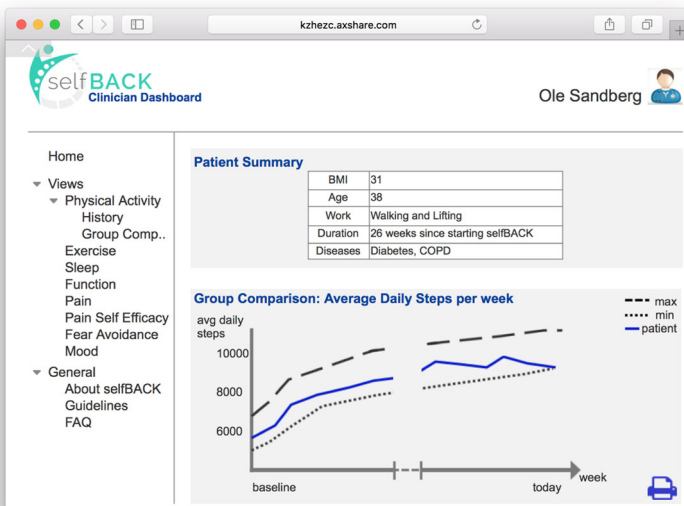 kzhezc.axshare.com
selfBACK
Clinician Dashboard
Ole Sandberg
Home
Views
Physical Activity
History
Group Comp..
Exercise
Sleep
Function
Pain
Pain Self Efficacy
Fear Avoidance
Mood
General
About selfBACK
Guidelines
FAQ
Patient Summary
BMI 31
Age 38
Work Walking and Lifting
Duration 26 weeks since starting selfBACK
Diseases Diabetes, COPD
Group Comparison: Average Daily Steps per week
max
min
patient
avg daily
steps
10000
8000
6000
baseline
today
week